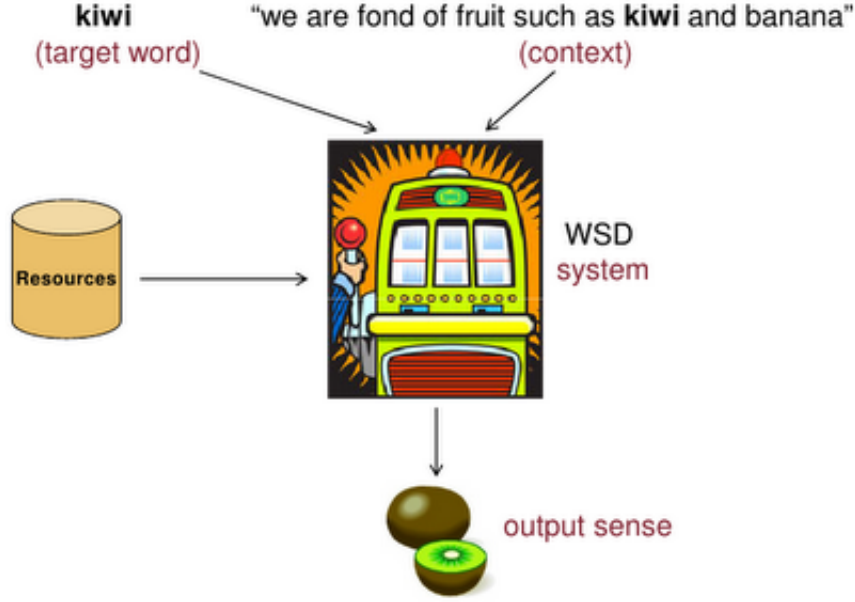 kiwi
“we are fond of fruit such as kiwi and banana”
(target word)
(context)
Resources
WSD
system
output sense